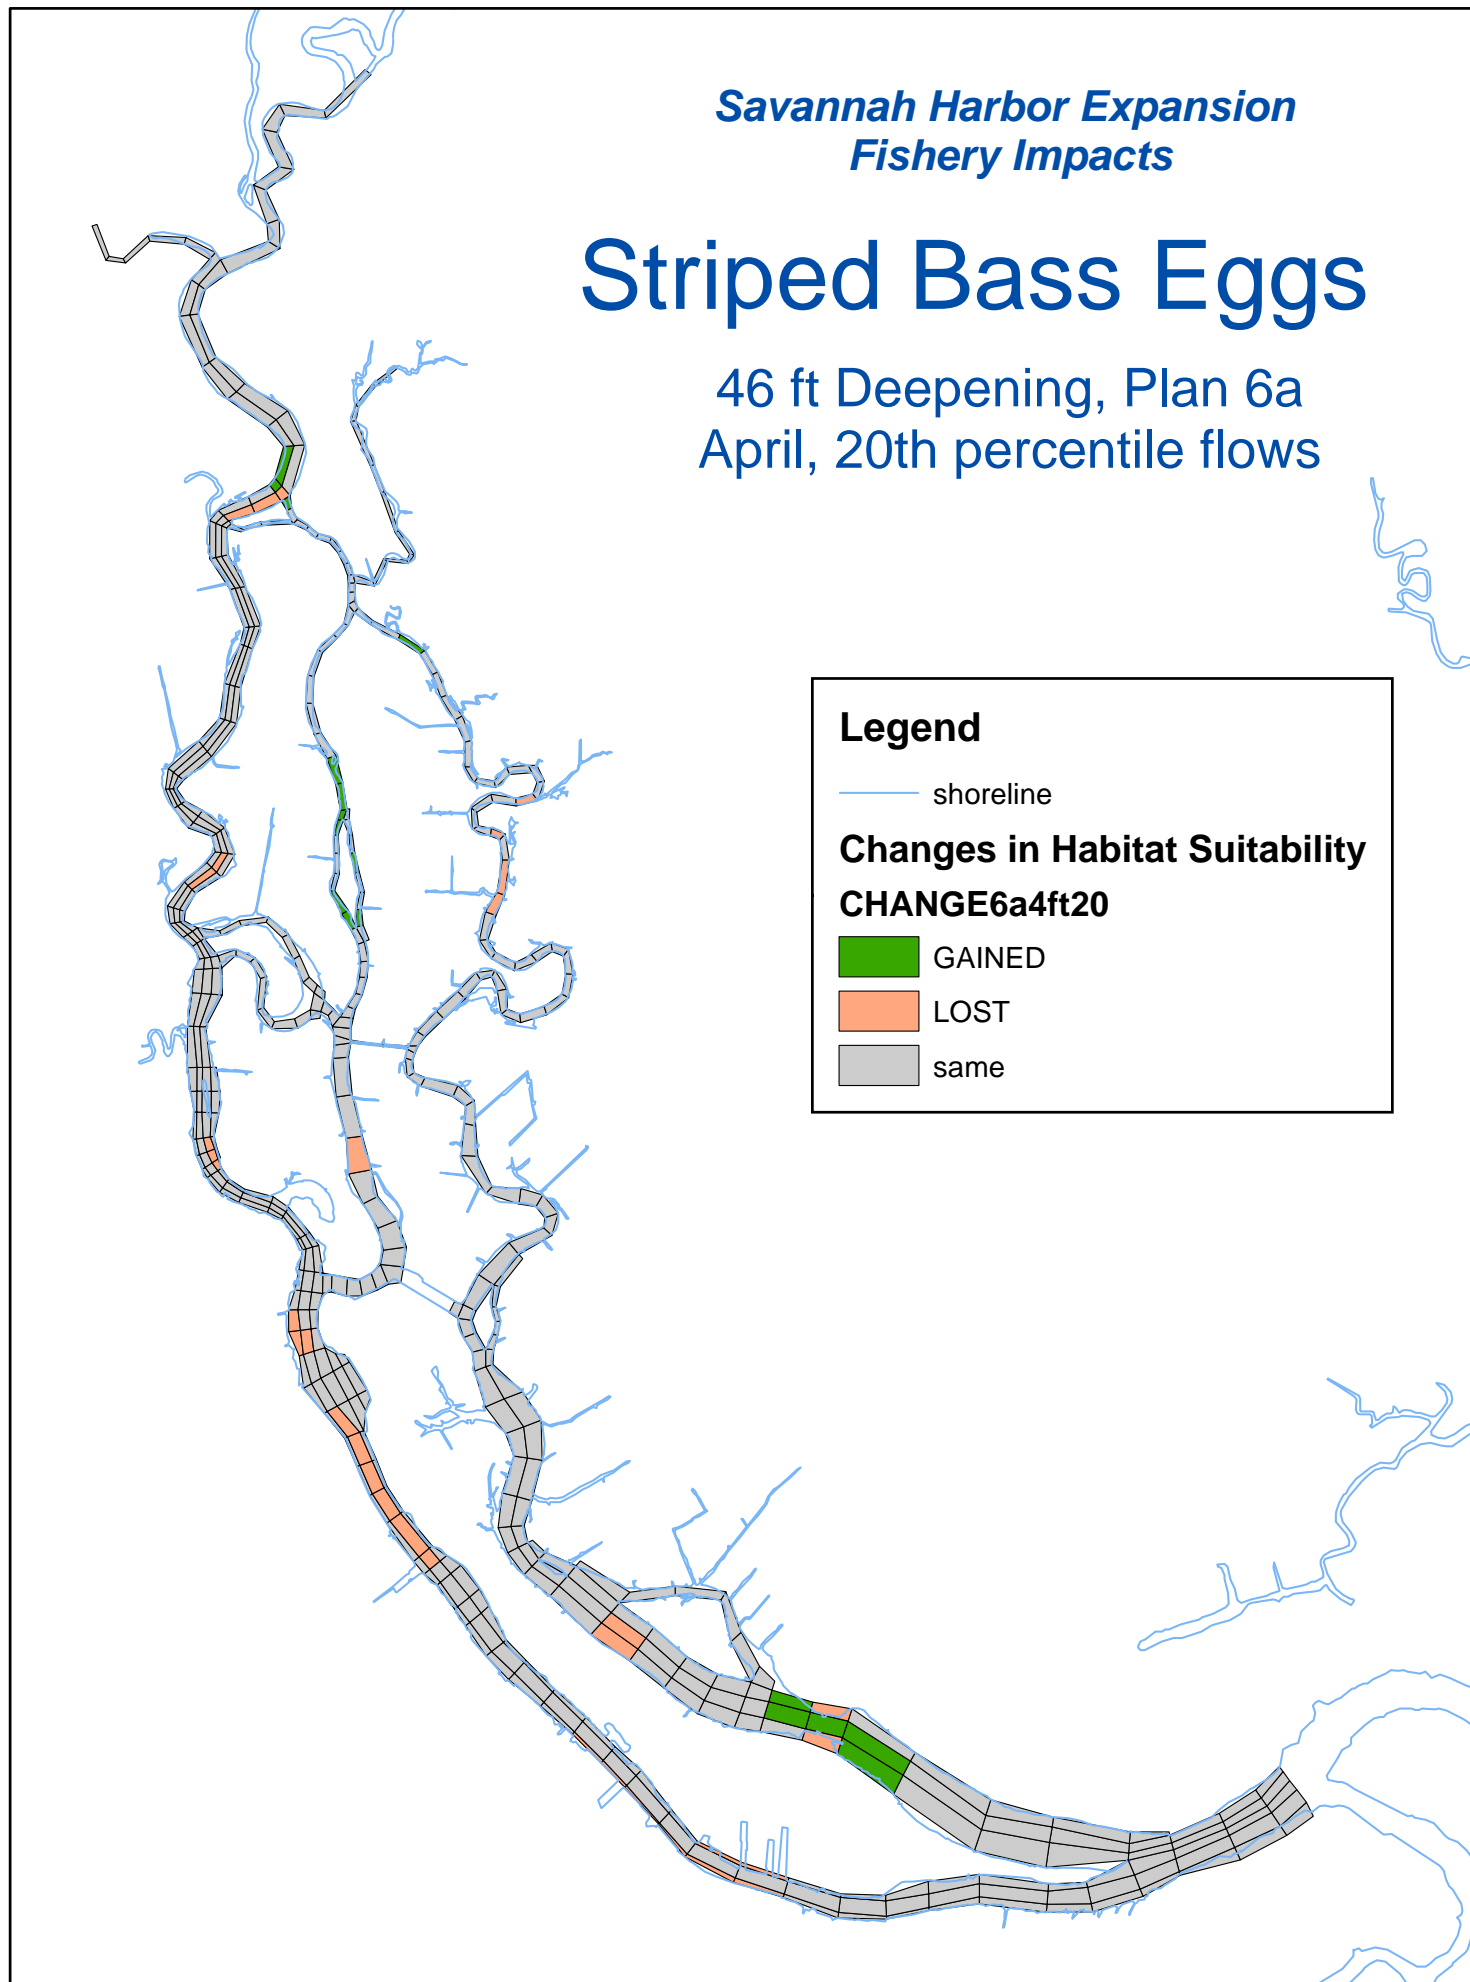 Savannah Harbor Expansion
Fishery Impacts
Striped Bass Eggs
46 ft Deepening, Plan 6a
April, 20th percentile flows
Legend
shoreline
Changes in Habitat Suitability
CHANGE6a4ft20
GAINED
LOST
same